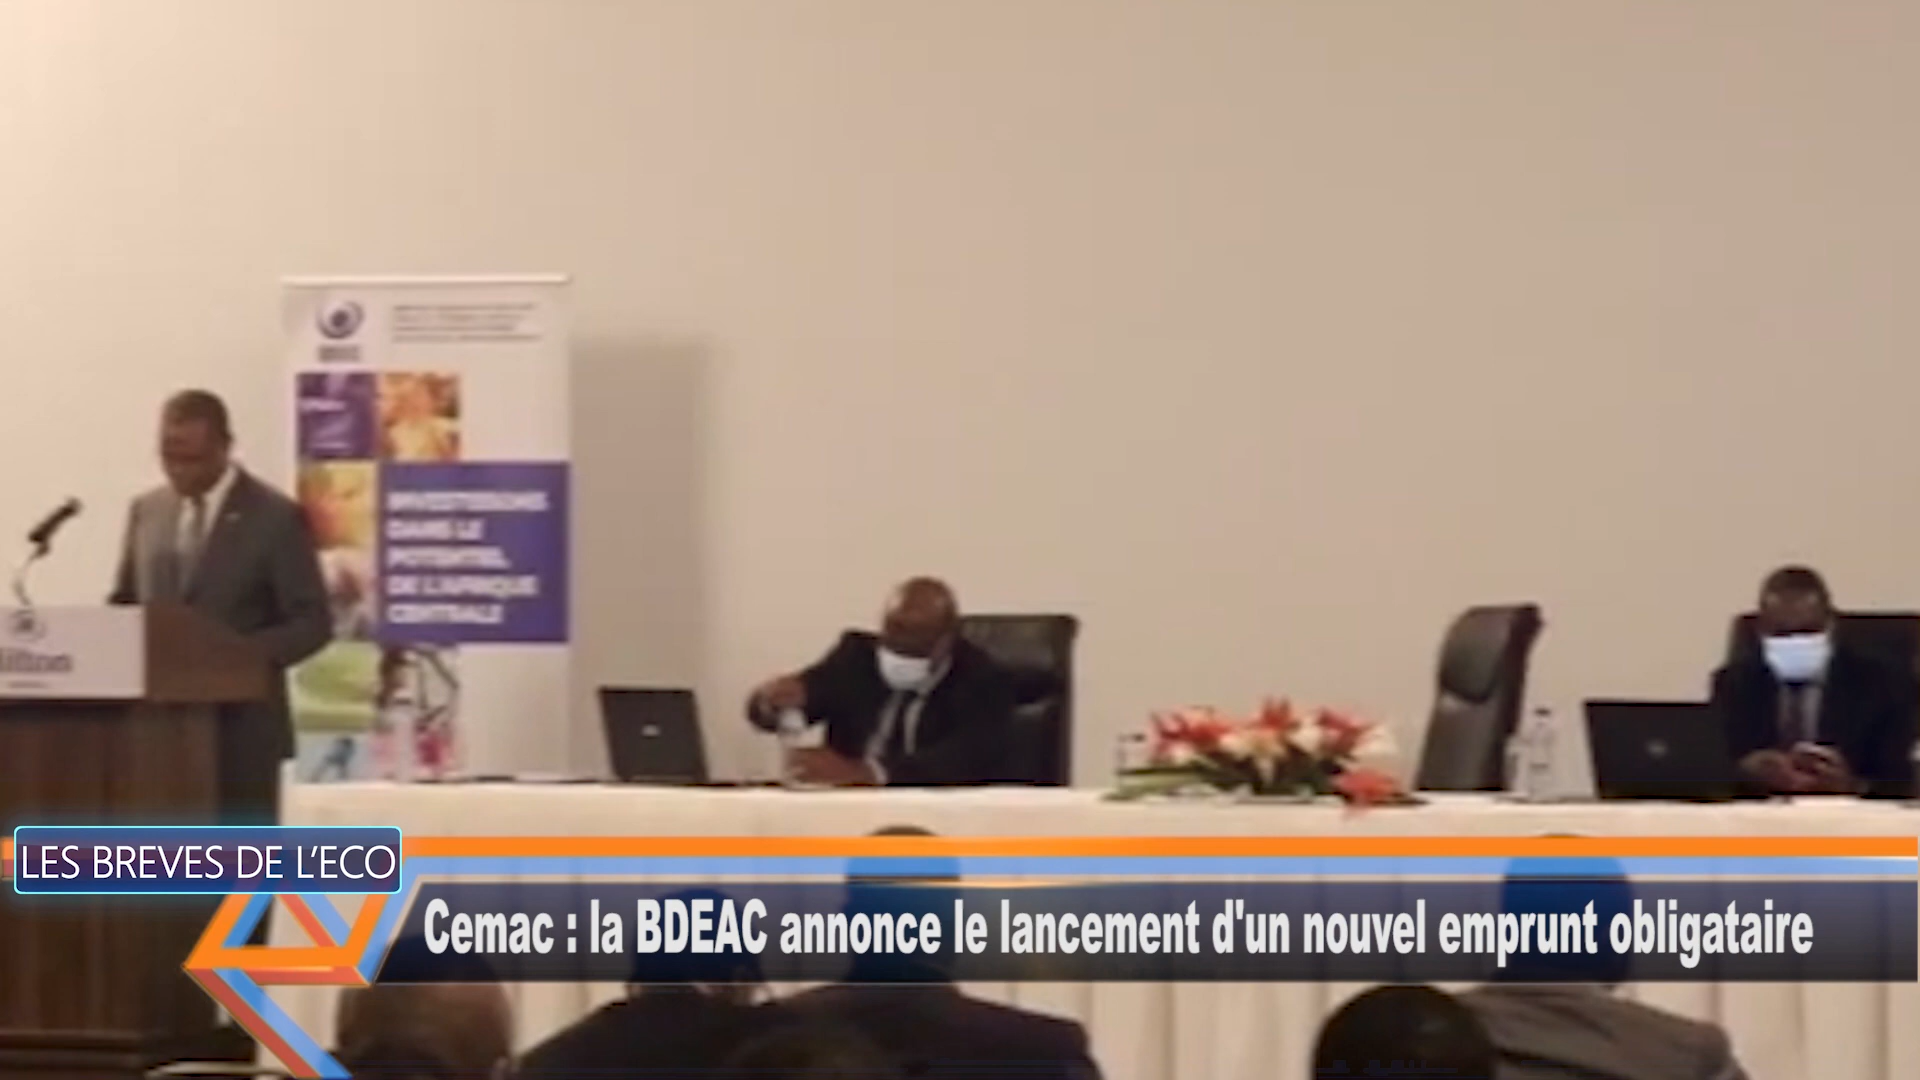 INVESTISSONS
DANS LE
POTENTIEL
DE L'AFRIQUE
CENTRALE
LES BREVES DE L'ECO
Cemac : la BDEAC annonce le lancement d'un nouvel emprunt obligataire